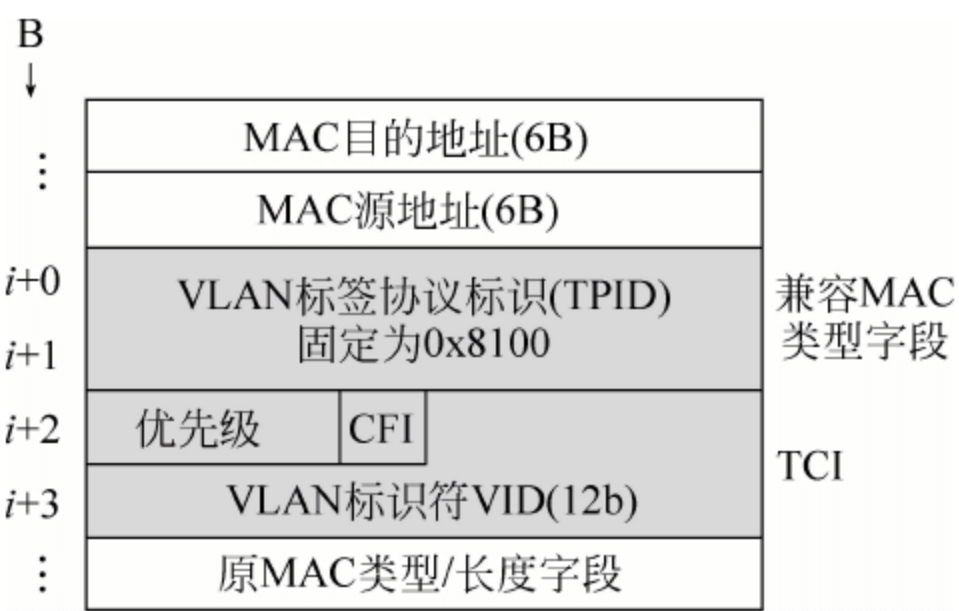 B
↓
MAC目的地址(6B)
⋮
MAC源地址(6B)
i+0
VLAN标签协议标识(TPID)
兼容MAC
固定为0x8100
类型字段
i+1
i+2
优先级
CFI
TCI
i+3
VLAN标识符VID(12b)
⋮
原MAC类型/长度字段